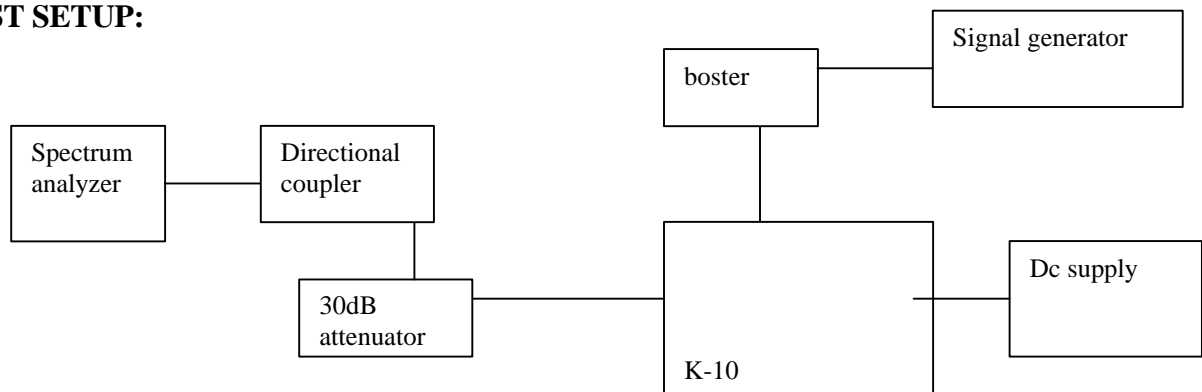 ST SETUP:
Signal generator
boster
Spectrum
analyzer
Directional
coupler
Dc supply
30dB
attenuator
K-10